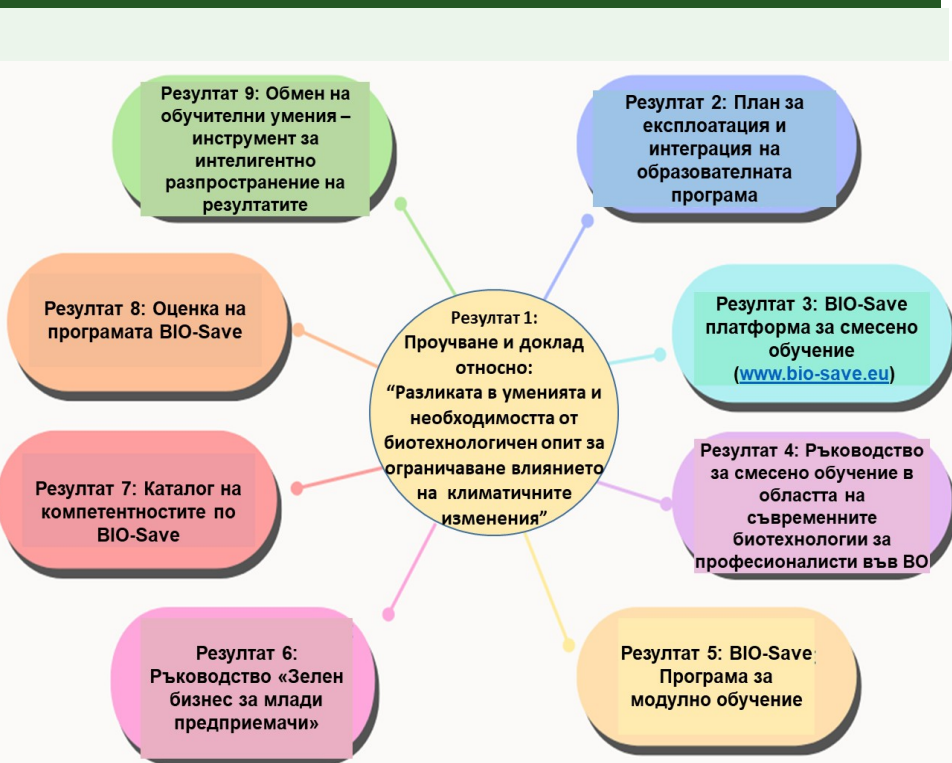 Резултат 9: Обмен на
обучителни умения –
инструмент за
интелигентно
разпространение на
резултатите
Резултат 2: План за
експлоатация и
интеграция на
образователната
програма
Резултат 8: Оценка на
програмата BIO-Save
Резултат 1:
Проучване и доклад
относно:
“Разликата в уменията и
необходимостта от
биотехнологичен опит за
ограничаване влиянието
на климатичните
изменения”
Резултат 3: BIO-Save
платформа за смесено
обучение
(www.bio-save.eu)
Резултат 7: Каталог на
компетентностите по
BIO-Save
Резултат 4: Ръководство
за смесено обучение в
областта на
съвременните
биотехнологии за
професионалисти във ВО
Резултат 6:
Ръководство «Зелен
бизнес за млади
предприемачи»
Резултат 5: BIO-Save
Програма за
модулно обучение